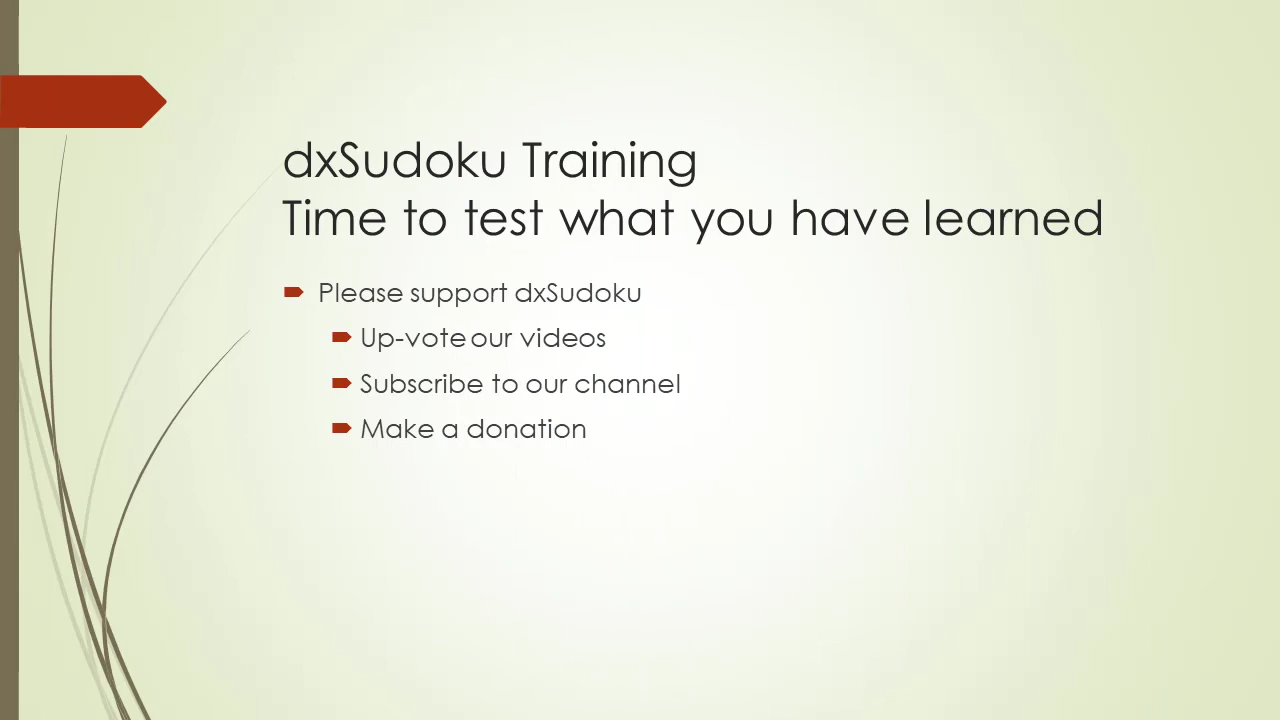 dxSudoku Training
Time to test what you have learned
Please support dxSudoku
Up-vote our videos
Subscribe to our channel
Make a donation